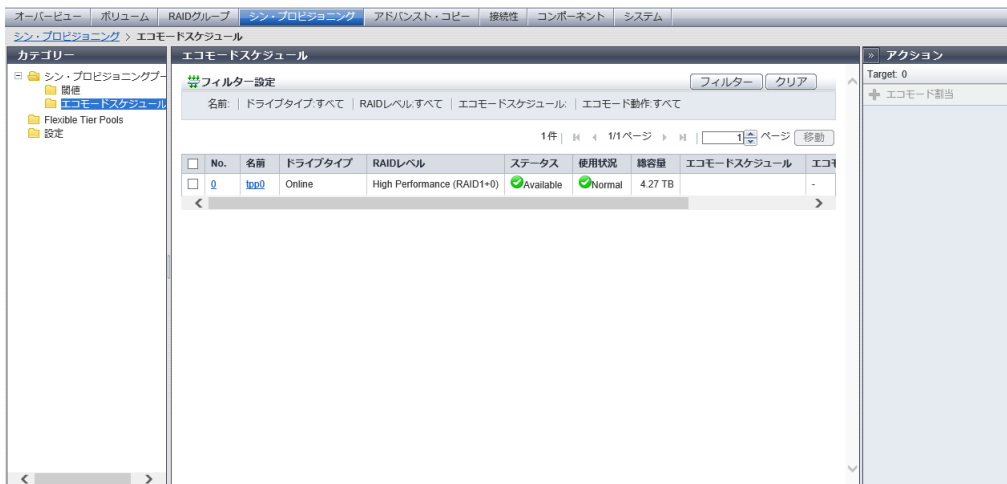 オーバービュー ボリューム RAIDグループ シン・プロビジョニング アドバンスト・コピー 接続性 コンポーネント システム
シン・プロビジョニング > エコモードスケジュール
カテゴリー
シン・プロビジョニングプー
閾値
エコモードスケジュール
Flexible Tier Pools
設定
エコモードスケジュール
フィルター設定 フィルター クリア
名前: | ドライブタイプ:すべて | RAIDレベル:すべて | エコモードスケジュール: | エコモード動作:すべて
1件 | 1/1 ページ | 1 ページ 移動
No. 名前 ドライブタイプ RAIDレベル ステータス 使用状況 総容量 エコモードスケジュール エコモ
0 tpp0 Online High Performance (RAID1+0) Available Normal 4.27 TB -
» アクション
Target: 0
エコモード割当